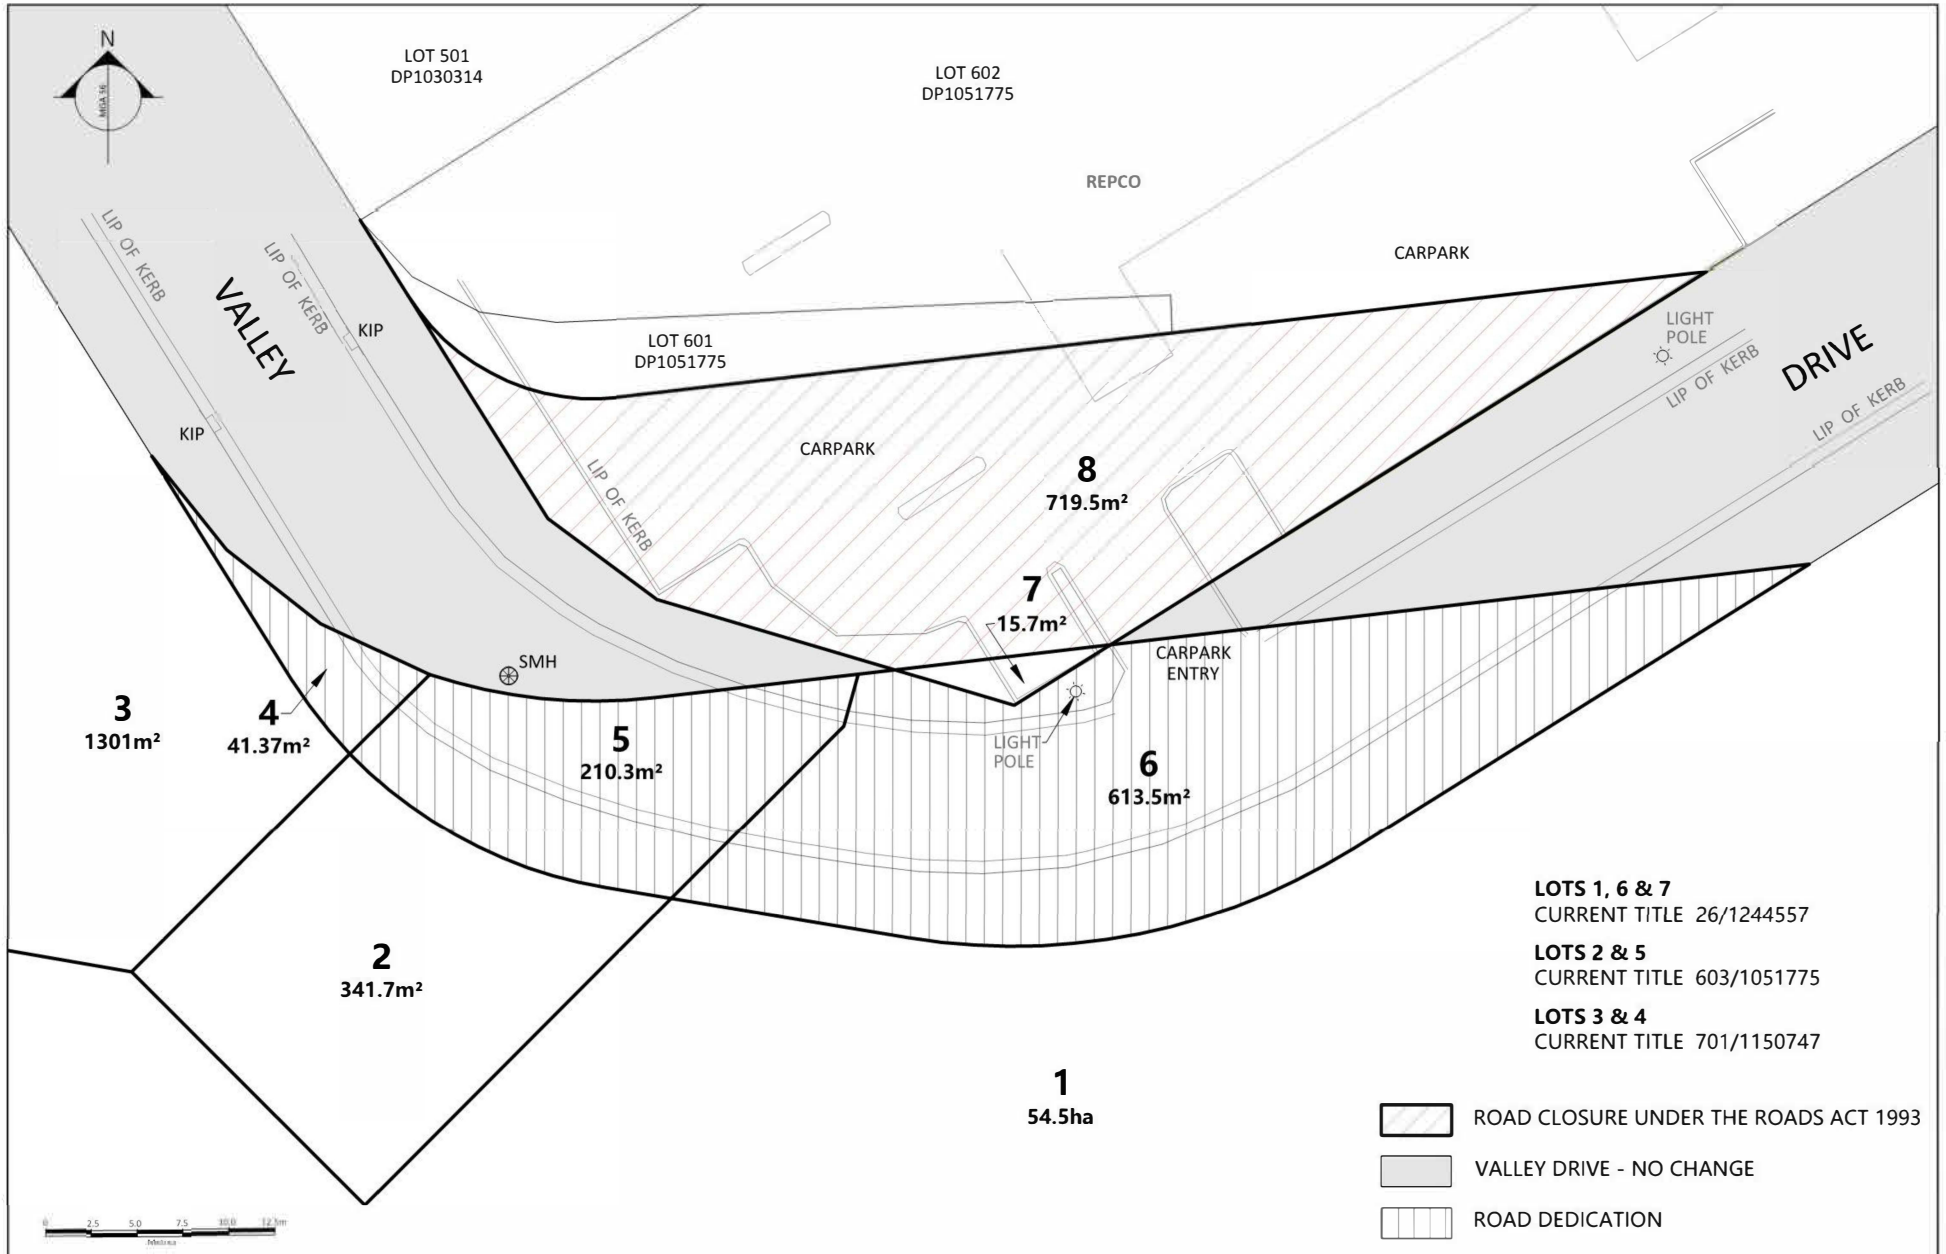 N
MGA 56
LOT 501
DP1030314
LOT 602
DP1051775
REPCO
CARPARK
LIP OF KERB
LIP OF KERB
VALLEY
KIP
KIP
LOT 601
DP1051775
LIGHT
POLE
DRIVE
LIP OF KERB
LIP OF KERB
CARPARK
LIP OF KERB
8
719.5m²
7
15.7m²
CARPARK
ENTRY
SMH
3
1301m²
4
41.37m²
5
210.3m²
LIGHT
POLE
6
613.5m²
2
341.7m²
1
54.5ha
LOTS 1, 6 & 7
CURRENT TITLE 26/1244557
LOTS 2 & 5
CURRENT TITLE 603/1051775
LOTS 3 & 4
CURRENT TITLE 701/1150747
ROAD CLOSURE UNDER THE ROADS ACT 1993
VALLEY DRIVE - NO CHANGE
ROAD DEDICATION
0 2.5 5.0 7.5 10.0 12.5m